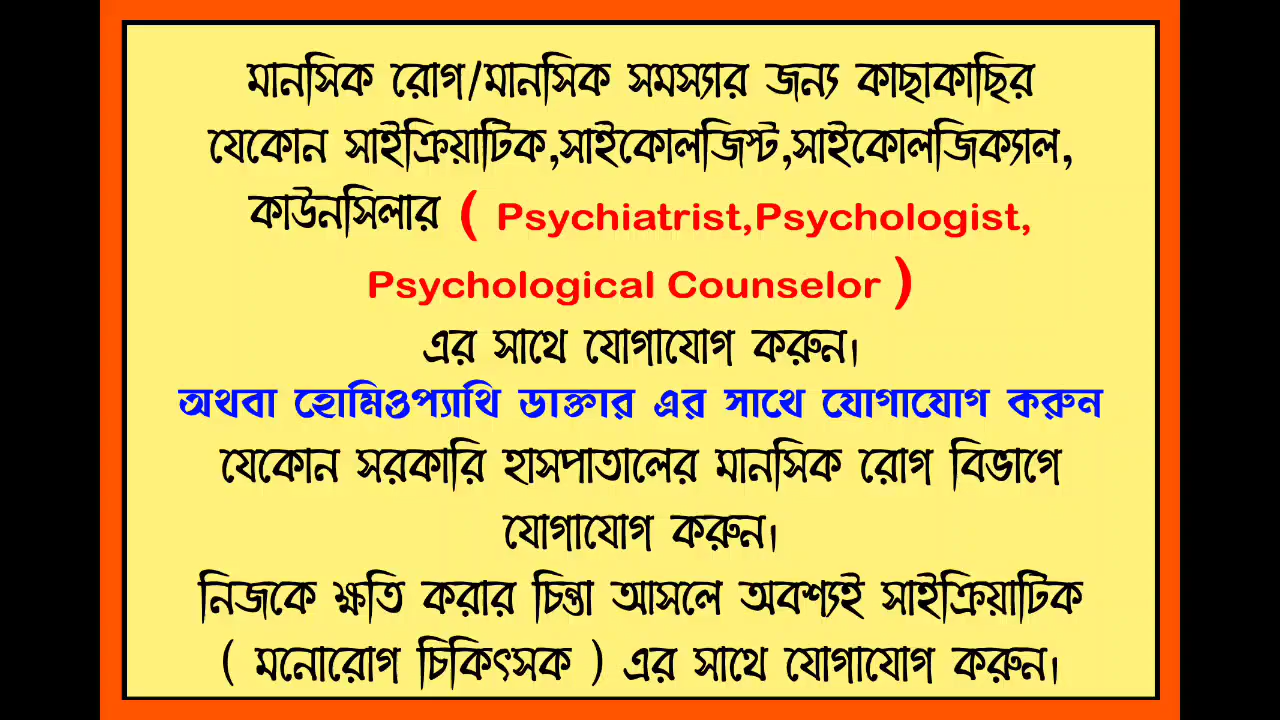 মানসিক রোগ/মানসিক সমস্যার জন্য কাছাকাছির
যেকোন সাইক্রিয়াটিক,সাইকোলজিস্ট,সাইকোলজিক্যাল,
কাউনসিলার ( Psychiatrist,Psychologist,
Psychological Counselor )
এর সাথে যোগাযোগ করুন।
অথবা হোমিওপ্যাথি ডাক্তার এর সাথে যোগাযোগ করুন
যেকোন সরকারি হাসপাতালের মানসিক রোগ বিভাগে
যোগাযোগ করুন।
নিজকে ক্ষতি করার চিন্তা আসলে অবশ্যই সাইক্রিয়াটিক
( মনোরোগ চিকিৎসক ) এর সাথে যোগাযোগ করুন।